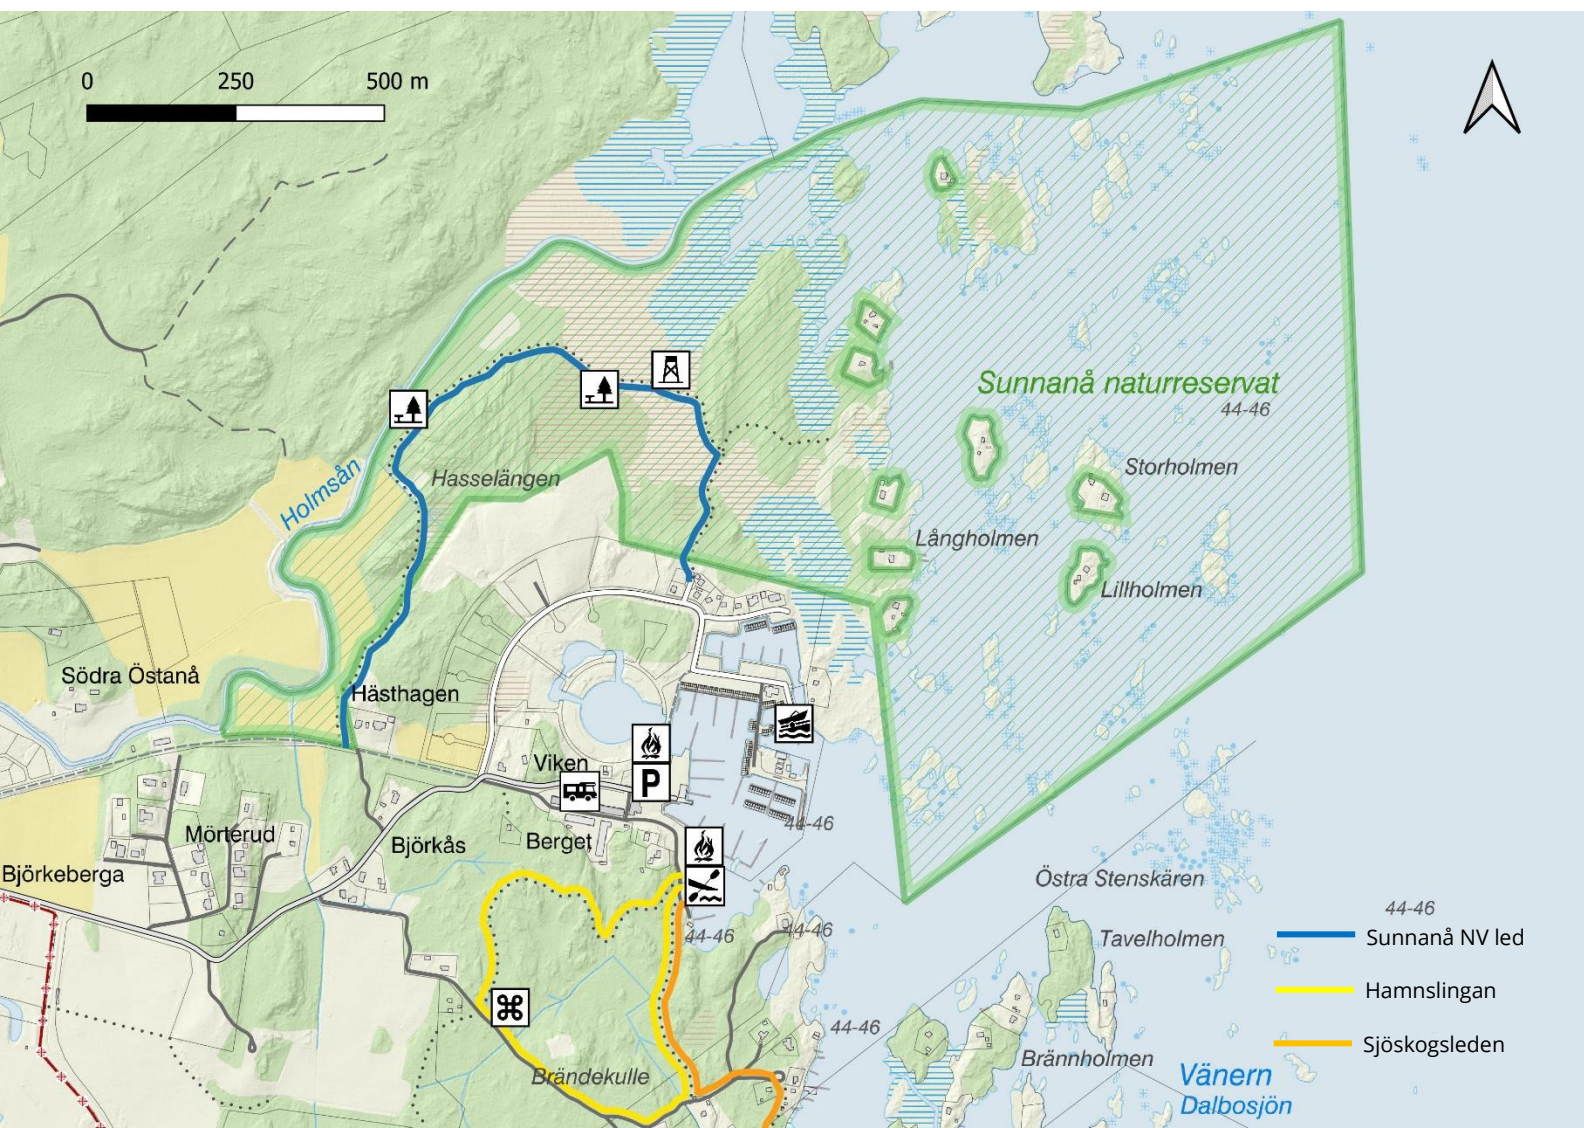 0 250 500 m
Sunnanå naturreservat
44-46
Storholmen
Hasselängen
Holmsån
Långholmen
Lillholmen
Södra Östanå
Hästhagen
Viken
P
44-46
Mörterud
Björkås
Berget
Björkeberga
Östra Stenskären
44-46
44-46
44-46
Tavelholmen
Sunnanå NV led
Hamnslingan
44-46
Brännholmen
Sjöskogsleden
Brändekulle
Vänern
Dalbosjön